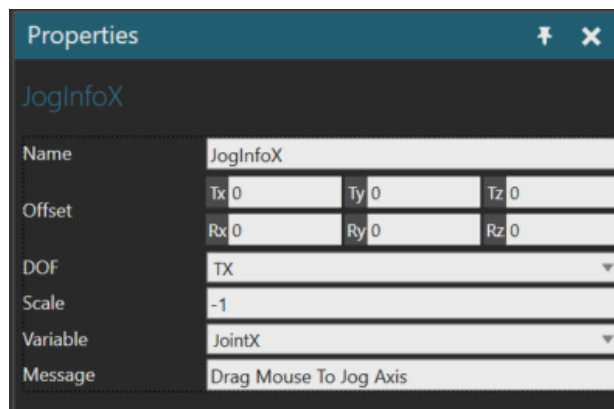 Properties
JogInfoX
Name JogInfoX
Offset Tx 0 Ty 0 Tz 0
Rx 0 Ry 0 Rz 0
DOF TX
Scale -1
Variable JointX
Message Drag Mouse To Jog Axis